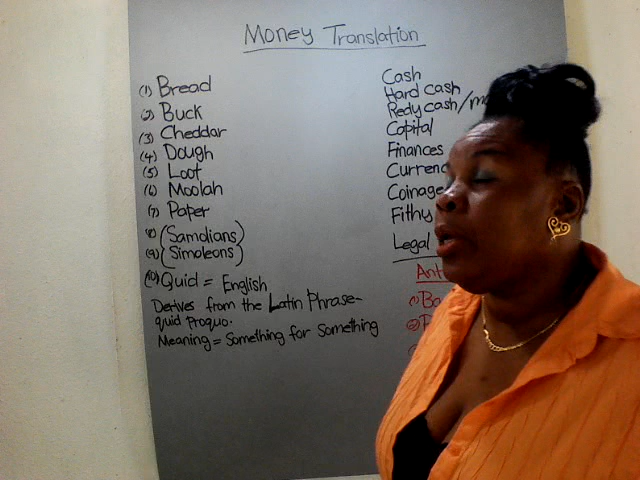 Money Translation
(1) Bread
(2) Buck
(3) Cheddar
(4) Dough
(5) Loot
(6) Moolah
(7) Paper
(8) (Samolians)
(9) (Simoleons)
(10) Quid = English
Derives from the Latin Phrase-
quid proquo.
Meaning = Something for Something
Cash
Hard cash
Redy cash/
Capital
Finances
Coinage
Filthy
Legal
(1)
(2)